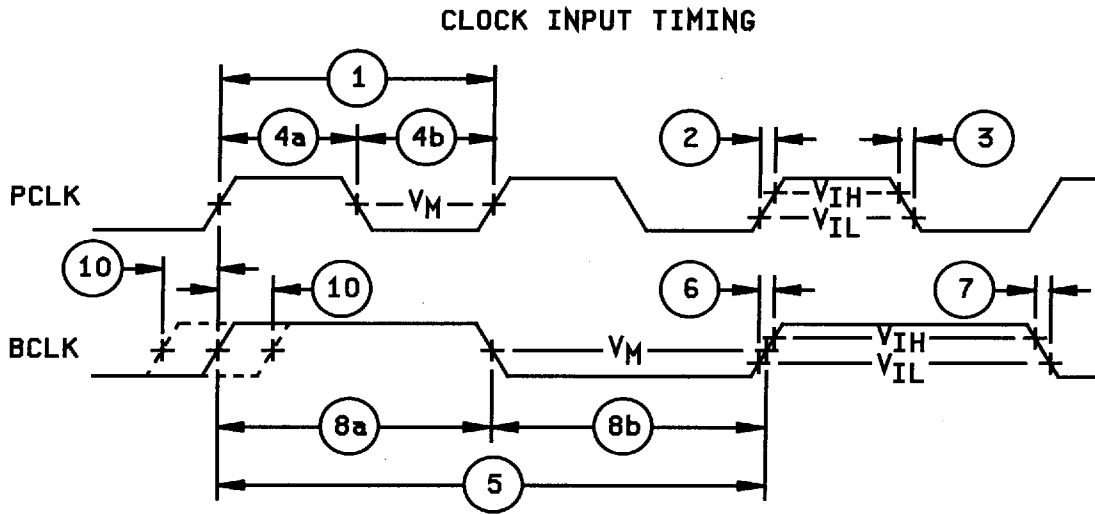 CLOCK INPUT TIMING
1
4a 4b 2 3
PCLK VM VIH
VIL
10 10 6 7
BCLK VM VIH
VIL
8a 8b
5